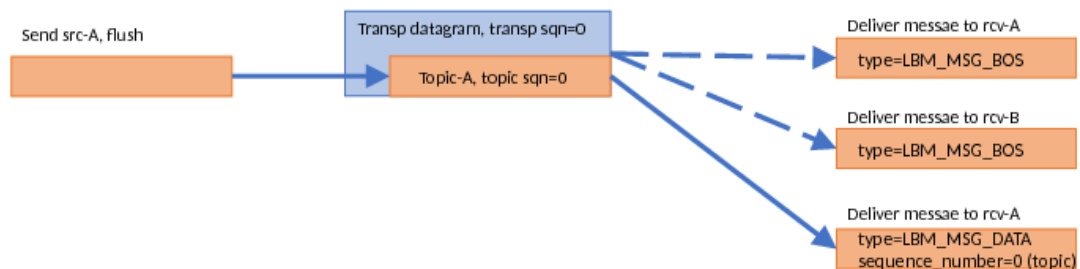 Send src-A, flush
Transp datagram, transp sqn=0
Topic-A, topic sqn=0
Deliver messae to rcv-A
type=LBM_MSG_BOS
Deliver messae to rcv-B
type=LBM_MSG_BOS
Deliver messae to rcv-A
type=LBM_MSG_DATA
sequence_number=0 (topic)